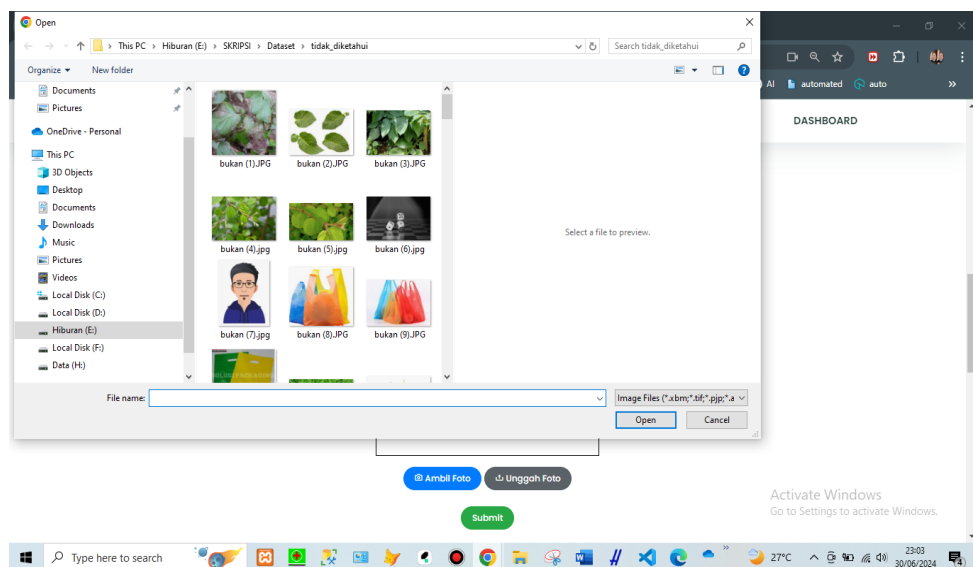 Open
This PC > Hiburan (E:) > SKRIPSI > Dataset > tidak_diketahui
Search tidak_diketahui
Organize
New folder
AI
automated
auto
Documents
Pictures
OneDrive - Personal
This PC
3D Objects
Desktop
Documents
Downloads
Music
Pictures
Videos
Local Disk (C:)
Local Disk (D:)
Hiburan (E:)
Local Disk (F:)
Data (H:)
bukan (1).JPG
bukan (2).JPG
bukan (3).JPG
bukan (4).jpg
bukan (5).jpg
bukan (6).jpg
bukan (7).jpg
bukan (8).JPG
bukan (9).JPG
Select a file to preview.
DASHBOARD
File name:
Image Files (*.xbm;*.tif;*.pjp;*.a
Open
Cancel
Ambil Foto
Unggah Foto
Submit
Activate Windows
Go to Settings to activate Windows.
Type here to search
27°C
23:03
30/06/2024